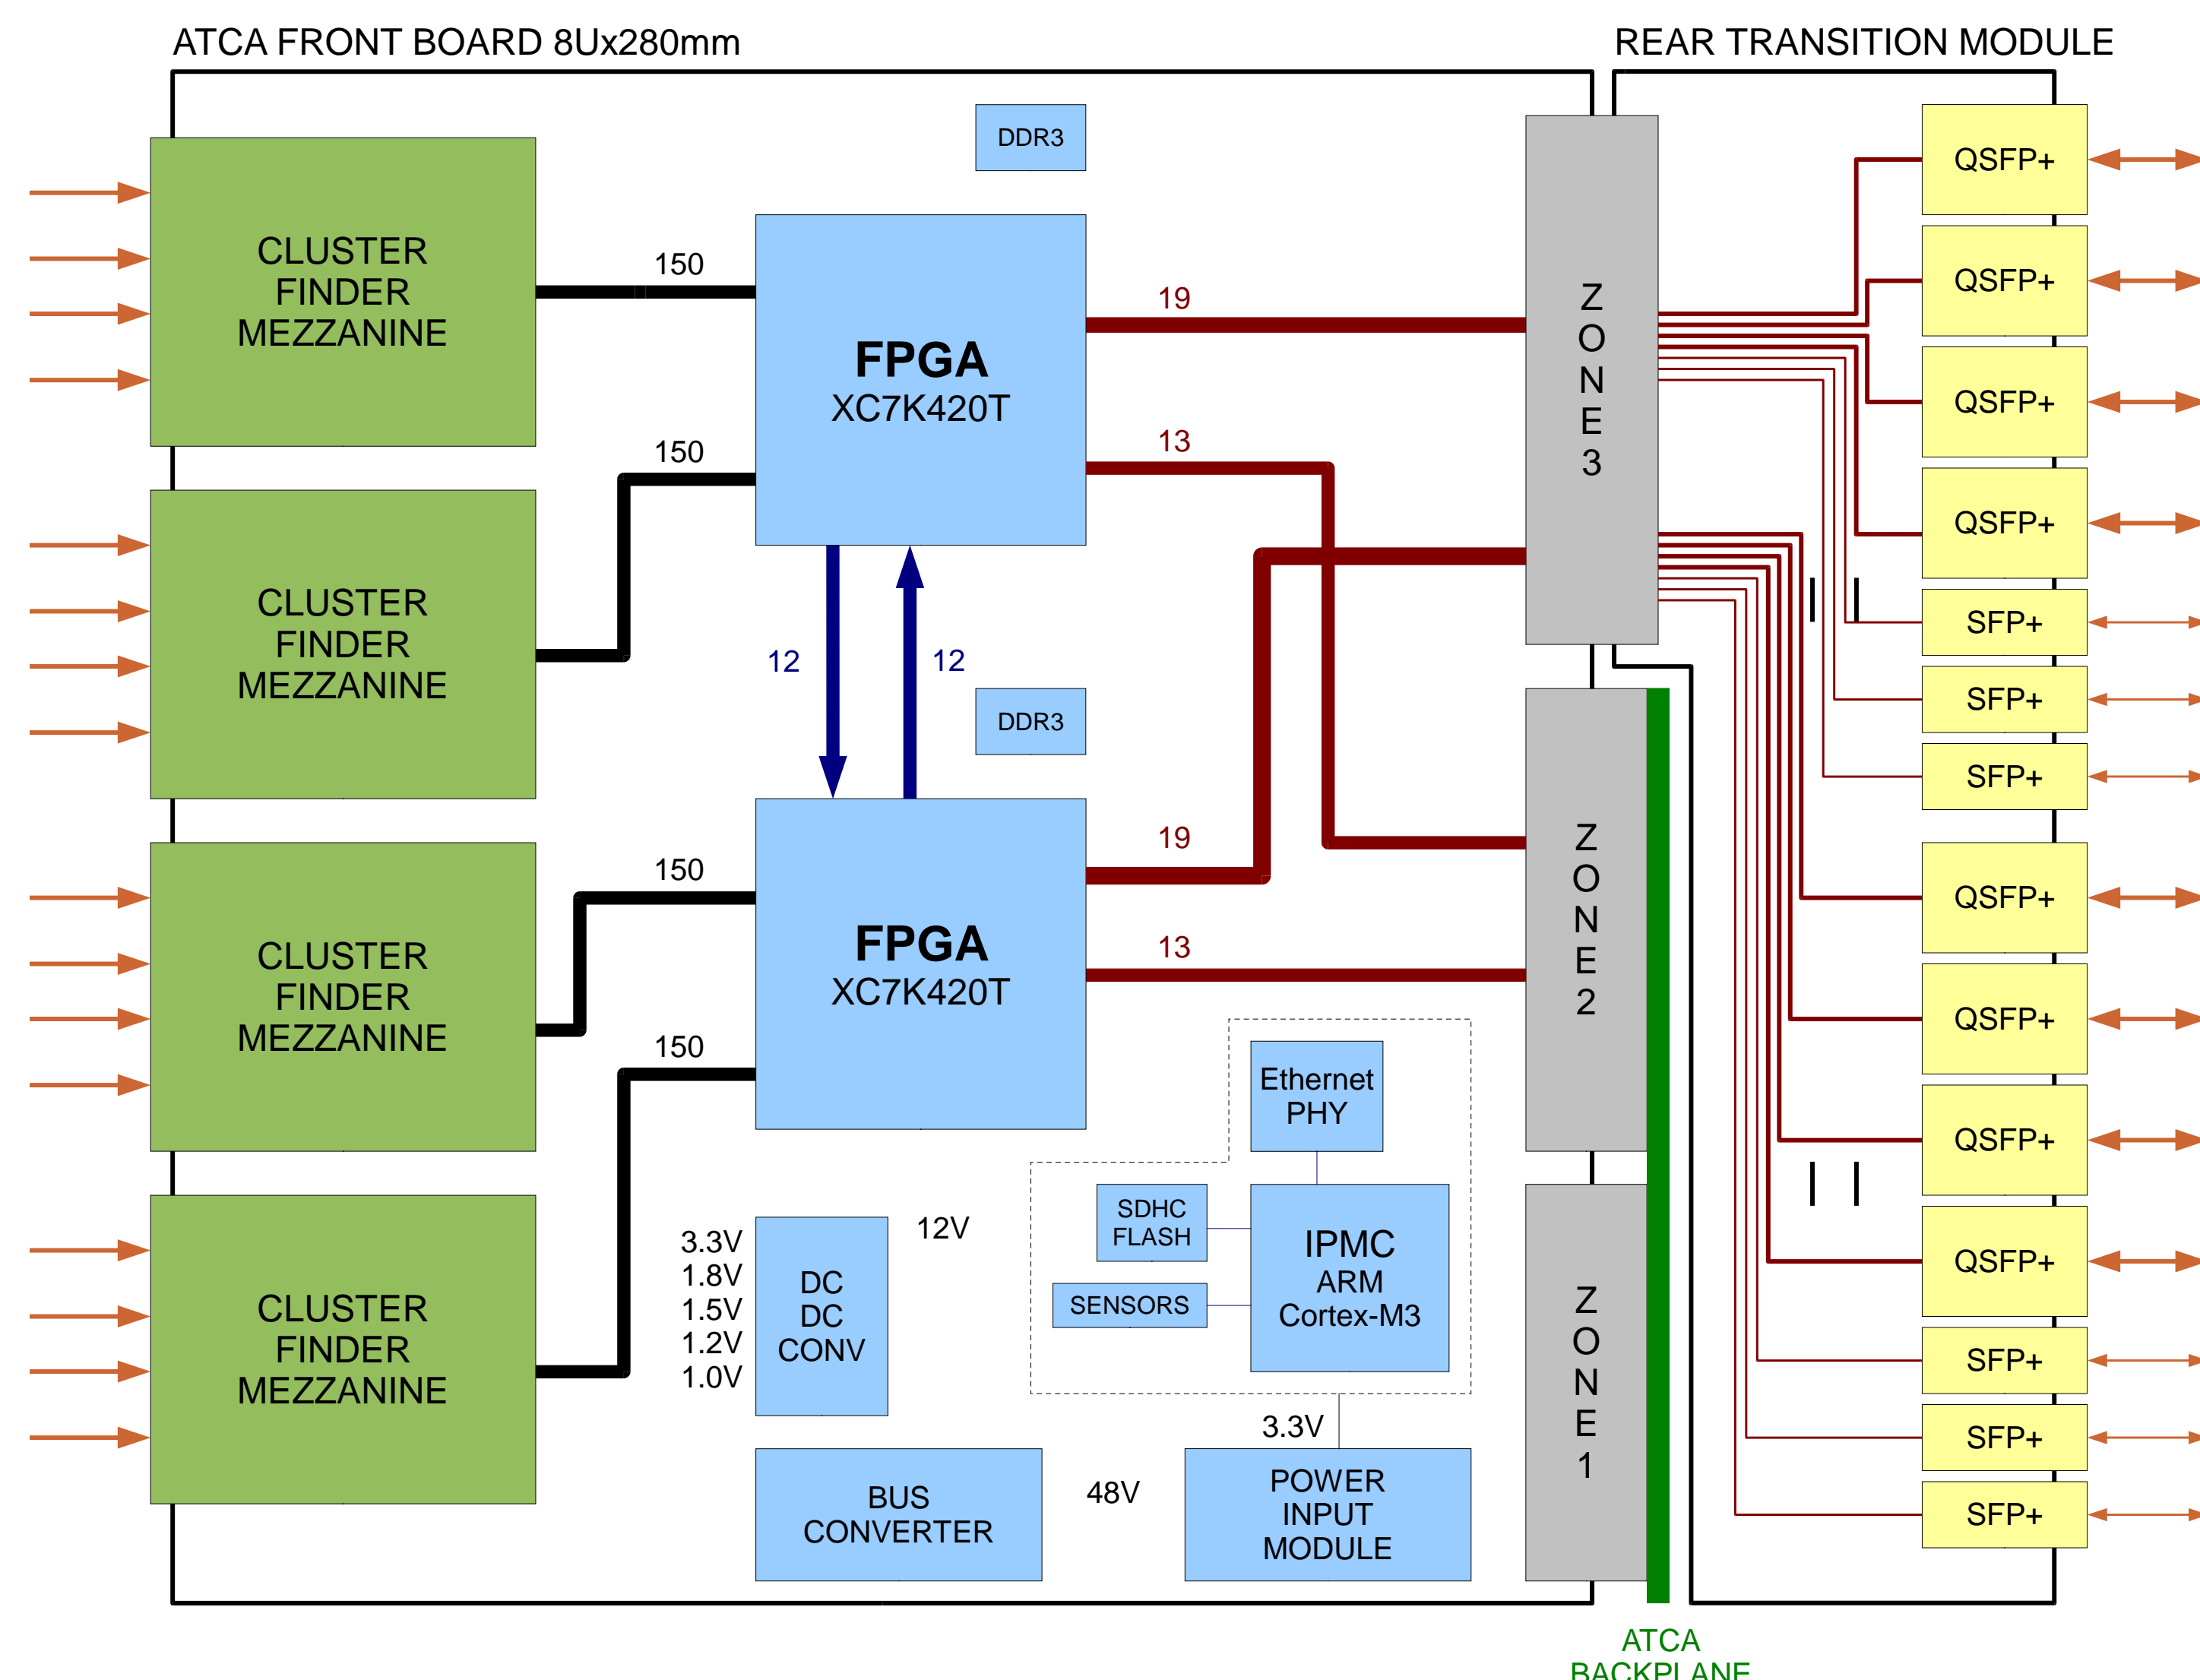 ATCA FRONT BOARD 8Ux280mm
REAR TRANSITION MODULE
DDR3
QSFP+
CLUSTER
FINDER
MEZZANINE
150
FPGA
XC7K420T
19
Z
O
N
E
3
QSFP+
QSFP+
150
13
QSFP+
CLUSTER
FINDER
MEZZANINE
12
12
SFP+
SFP+
DDR3
SFP+
CLUSTER
FINDER
MEZZANINE
150
FPGA
XC7K420T
19
13
Z
O
N
E
2
QSFP+
QSFP+
150
Ethernet
PHY
QSFP+
CLUSTER
FINDER
MEZZANINE
3.3V
1.8V
1.5V
1.2V
1.0V
DC
DC
CONV
12V
SDHC
FLASH
SENSORS
IPMC
ARM
Cortex-M3
Z
O
N
E
1
QSFP+
SFP+
SFP+
SFP+
3.3V
BUS
CONVERTER
48V
POWER
INPUT
MODULE
ATCA
BACKPLANE